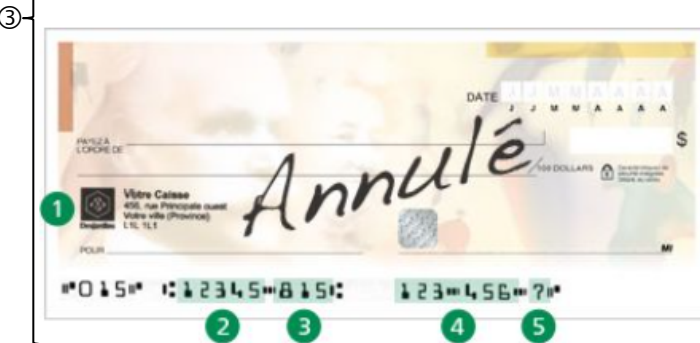 ③
DATE J J M M A A A A
J J M M A A A A
PAYEZ À
L'ORDRE DE
$
Annulé
/100 DOLLARS
1
Desjardins
Votre Caisse
456, rue Principale ouest
Votre ville (Province)
L1L 1L1
POUR
MI
⑈015⑈ ⑆12345⑉815⑆ 123⑉456⑉?⑈
2 3 4 5